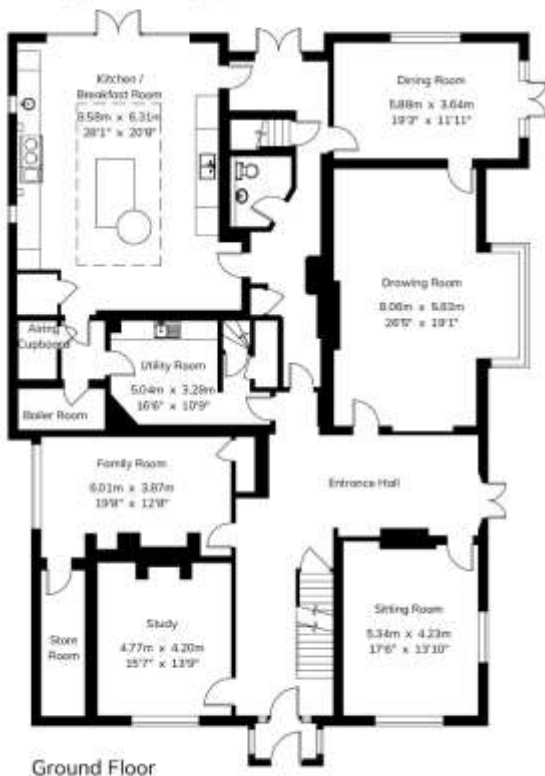 Kitchen /
Breakfast Room
8.58m x 6.31m
28'1" x 20'8"
Dining Room
5.88m x 3.64m
19'3" x 11'11"
Drawing Room
8.06m x 5.83m
26'5" x 19'1"
Airing
Cupboard
Utility Room
5.04m x 3.28m
16'6" x 10'9"
Boiler Room
Family Room
6.01m x 3.87m
19'8" x 12'8"
Entrance Hall
Study
4.77m x 4.20m
15'7" x 13'9"
Store
Room
Sitting Room
5.34m x 4.23m
17'6" x 13'10"
Ground Floor